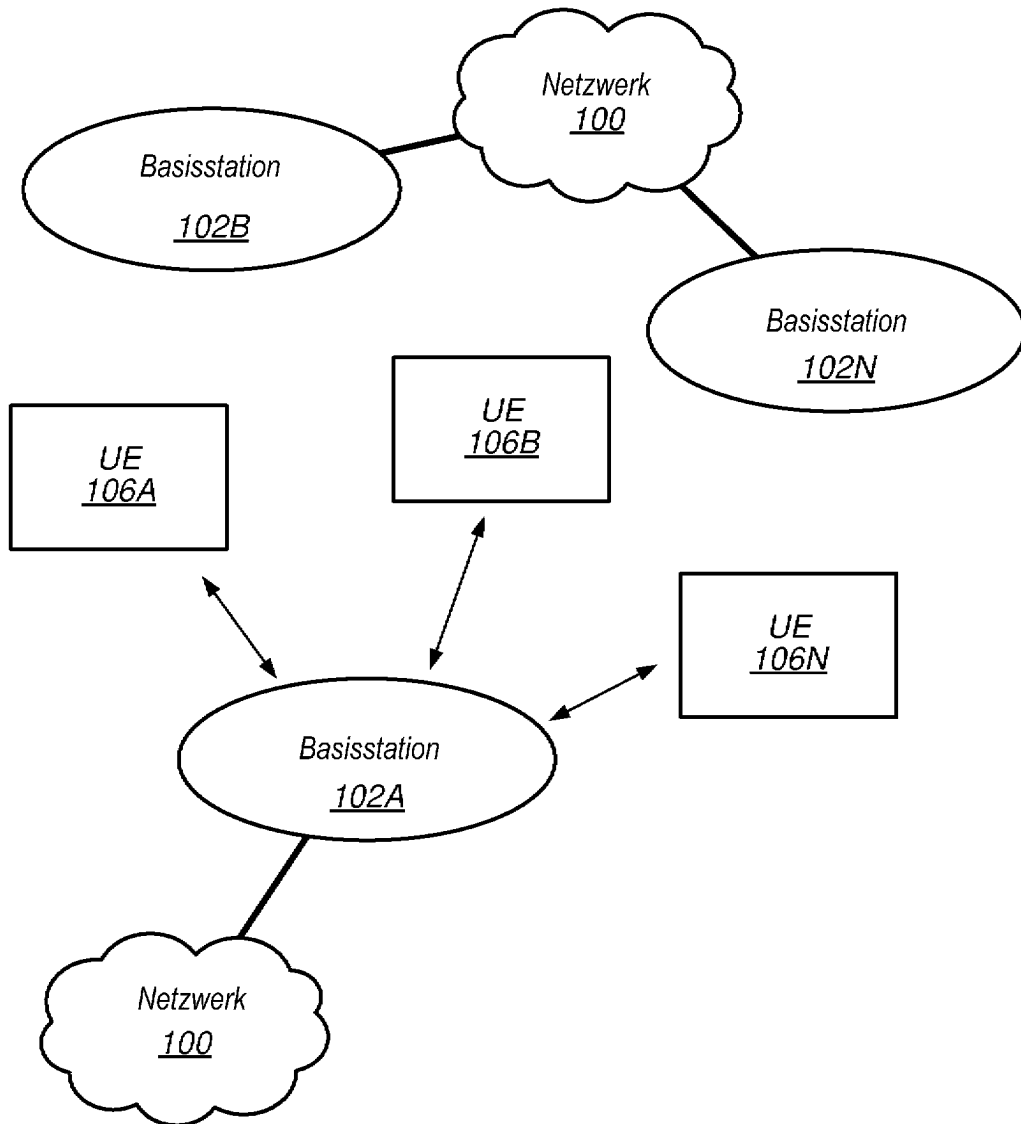 Netzwerk
100
Basisstation
102B
Basisstation
102N
UE
106A
UE
106B
UE
106N
Basisstation
102A
Netzwerk
100